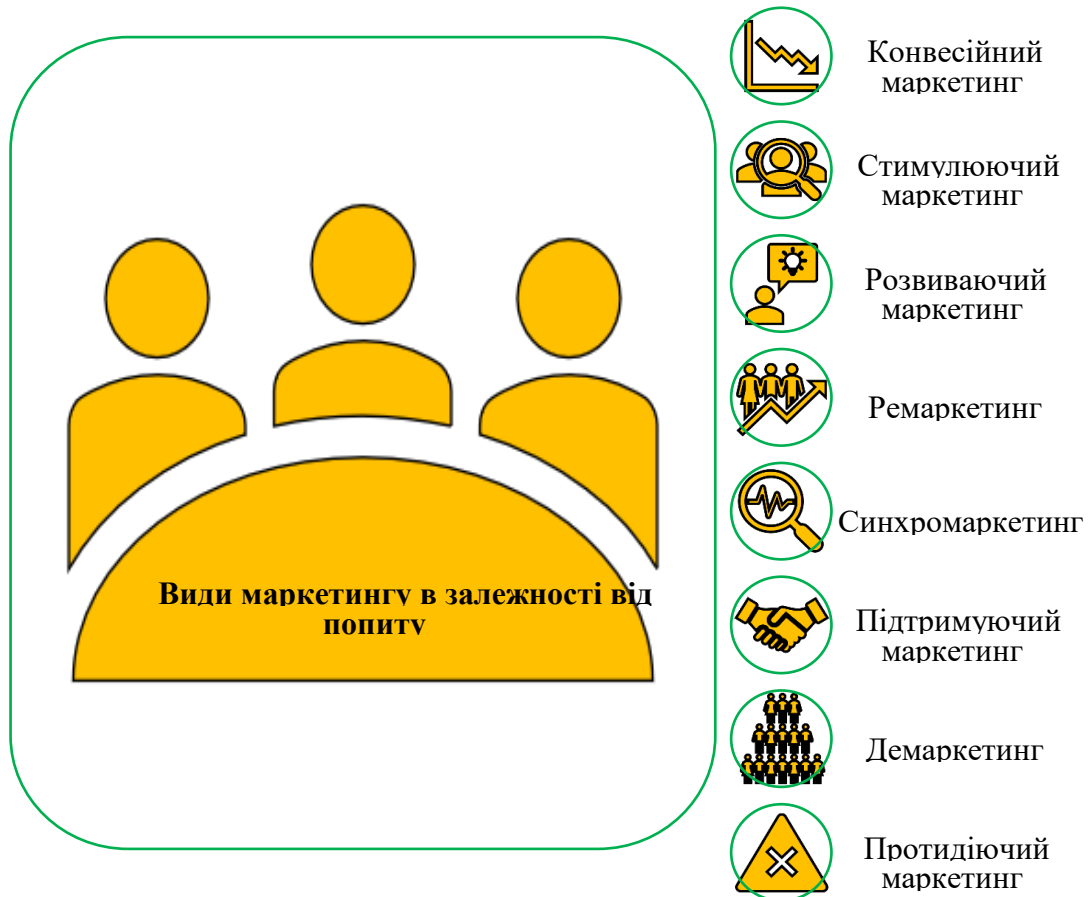 Види маркетингу в залежності від
попиту
Конвесійний
маркетинг
Стимулюючий
маркетинг
Розвиваючий
маркетинг
Ремаркетинг
Синхромаркетинг
Підтримуючий
маркетинг
Демаркетинг
Протидіючий
маркетинг